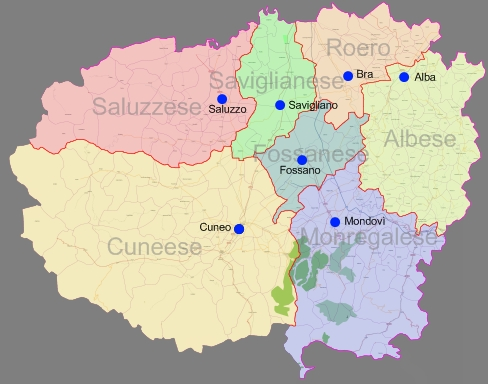 Roero
Bra
Alba
Saviglianese
Saluzzese
Saluzzo
Savigliano
Albese
Fossanese
Fossano
Cuneo
Mondovì
Monregalese
Cuneese